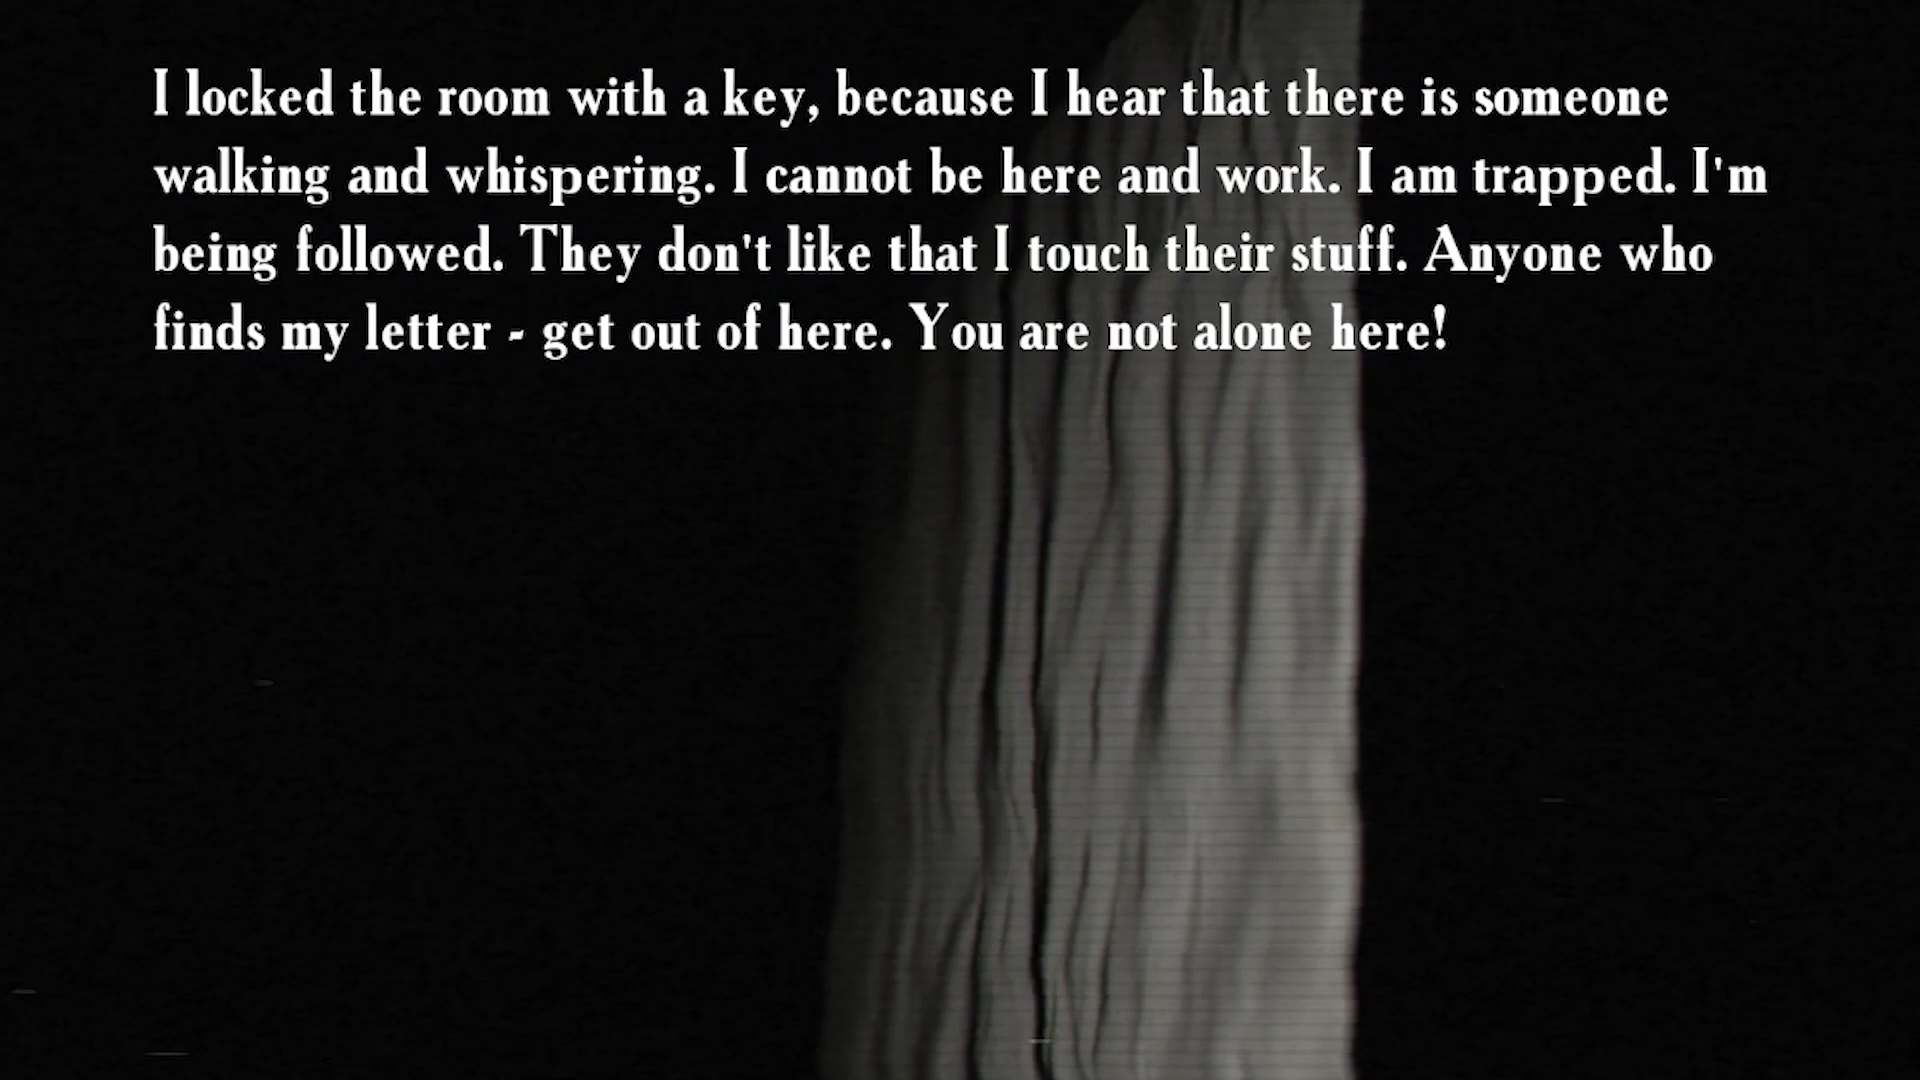 I locked the room with a key, because I hear that there is someone
walking and whispering. I cannot be here and work. I am trapped. I'm
being followed. They don't like that I touch their stuff. Anyone who
finds my letter - get out of here. You are not alone here!